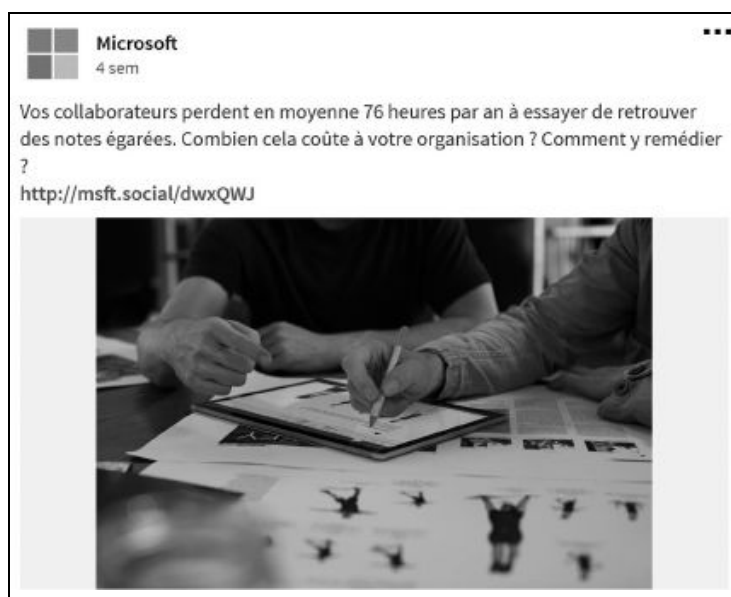 Microsoft
4 sem
Vos collaborateurs perdent en moyenne 76 heures par an à essayer de retrouver
des notes égarées. Combien cela coûte à votre organisation ? Comment y remédier
?
http://msft.social/dwxQWJ